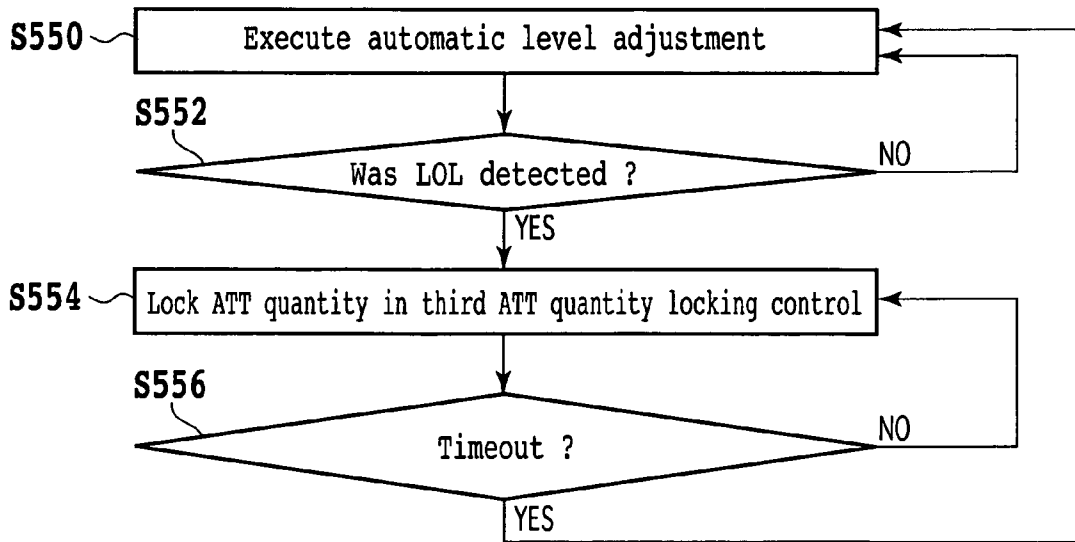 S550
Execute automatic level adjustment
S552
Was LOL detected ?
NO
YES
S554
Lock ATT quantity in third ATT quantity locking control
S556
Timeout ?
NO
YES